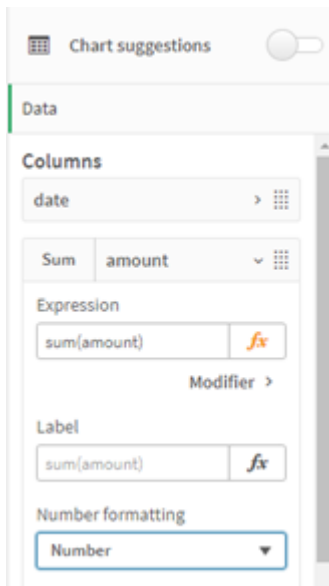 Chart suggestions
Data
Columns
date
Sum amount
Expression
sum(amount) fx
Modifier >
Label
sum(amount) fx
Number formatting
Number